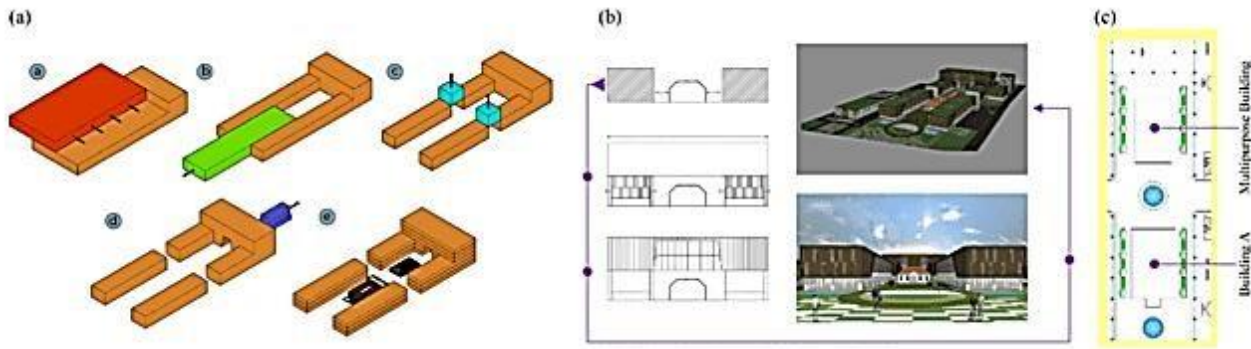 (a)
(b)
(c)
a
b
c
d
e
Multipurpose Building
Building A